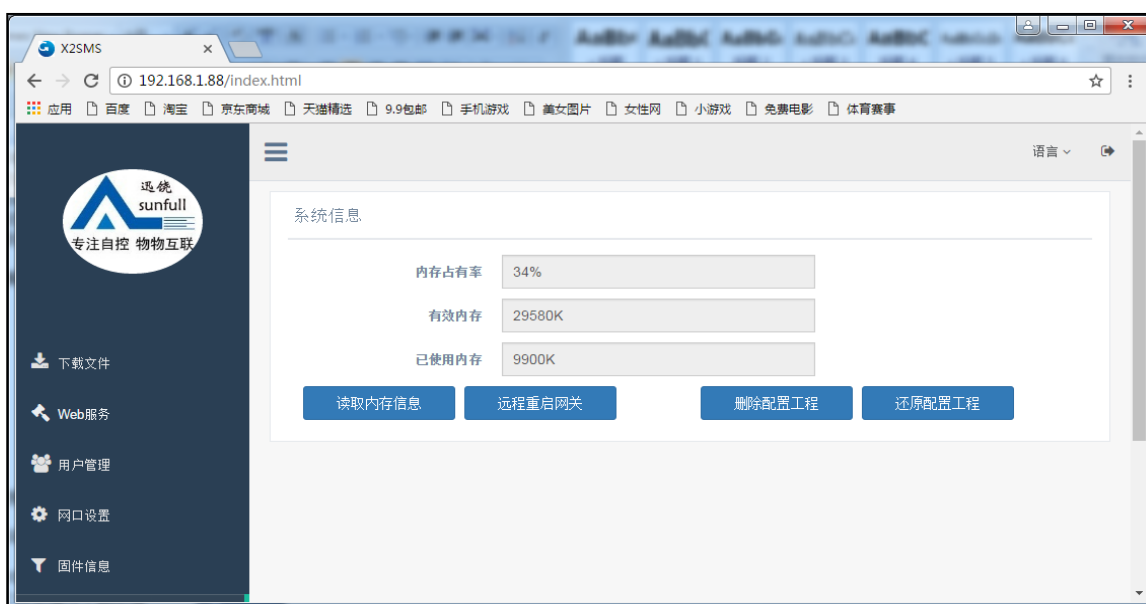 X2SMS
192.168.1.88/index.html
应用 百度 淘宝 京东商城 天猫精选 9.9包邮 手机游戏 美女图片 女性网 小游戏 免费电影 体育赛事
语言
迅饶
sunfull
专注自控 物物互联
系统信息
内存占有率 34%
有效内存 29580K
已使用内存 9900K
读取内存信息 远程重启网关 删除配置工程 还原配置工程
下载文件
Web服务
用户管理
网口设置
固件信息